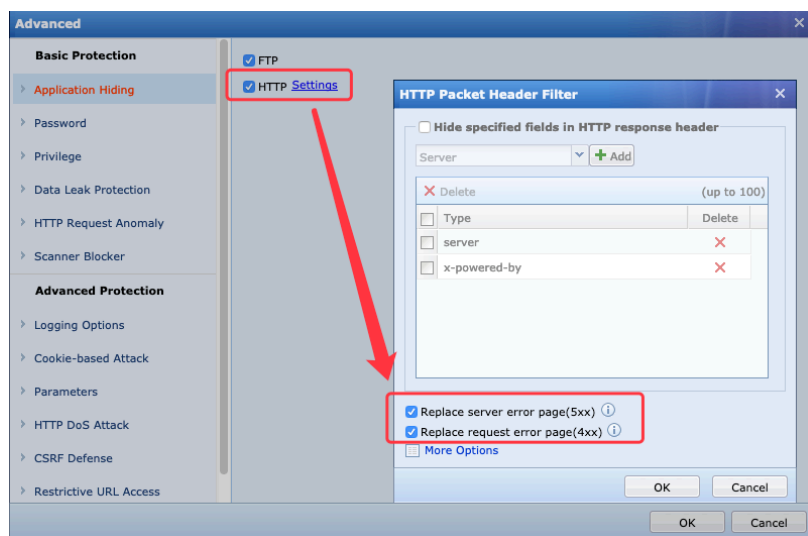 Advanced
Basic Protection
Application Hiding
Password
Privilege
Data Leak Protection
HTTP Request Anomaly
Scanner Blocker
Advanced Protection
Logging Options
Cookie-based Attack
Parameters
HTTP DoS Attack
CSRF Defense
Restrictive URL Access
FTP
HTTP Settings
HTTP Packet Header Filter
Hide specified fields in HTTP response header
Server Add
Delete (up to 100)
Type Delete
server
x-powered-by
Replace server error page(5xx)
Replace request error page(4xx)
More Options
OK Cancel
OK Cancel